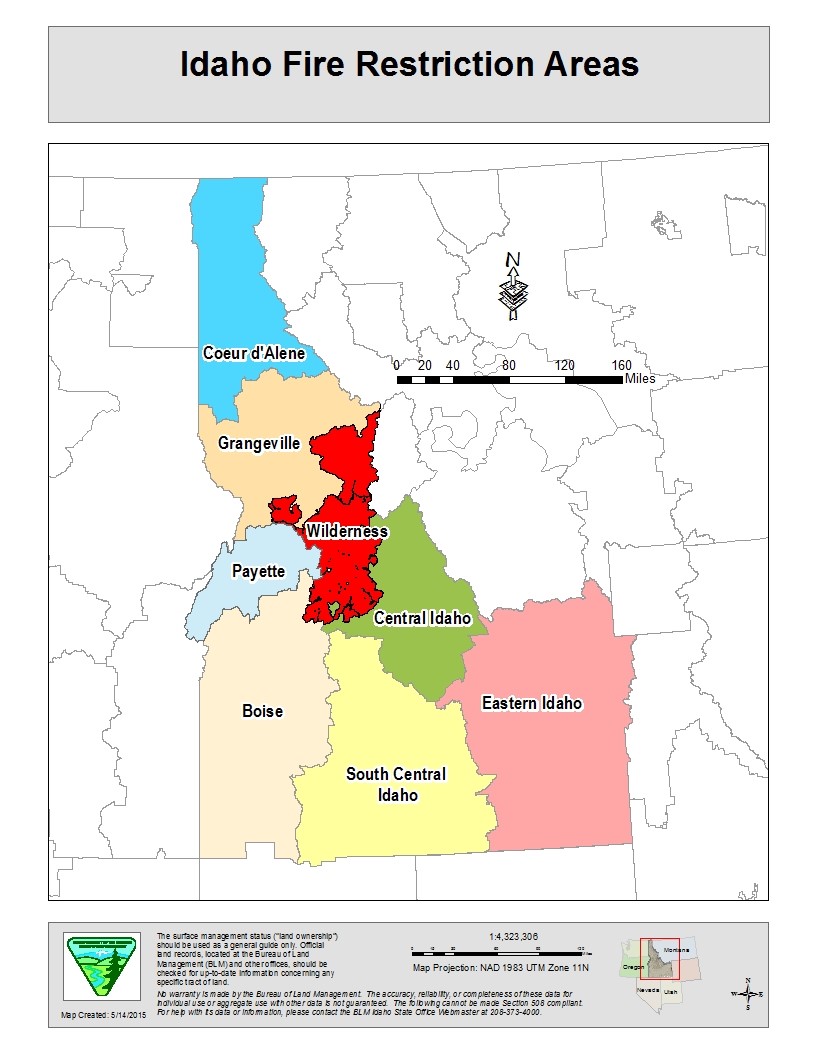 Idaho Fire Restriction Areas
N
Coeur d'Alene
0 20 40 80 120 160
Miles
Grangeville
Wilderness
Payette
Central Idaho
Eastern Idaho
Boise
South Central
Idaho
The surface management status ("land ownership")
should be used as a general guide only. Official
land records, located at the Bureau of Land
Management (BLM) and other offices, should be
checked for up-to-date information concerning any
specific tract of land.
No warranty is made by the Bureau of Land Management. The accuracy, reliability, or completeness of these data for
individual use or aggregate use with other data is not guaranteed. The following cannot be made Section 508 compliant.
For help with its data or information, please contact the BLM Idaho State Office Webmaster at 208-373-4000.
Map Created: 5/14/2015
1:4,323,306
Map Projection: NAD 1983 UTM Zone 11N
Montana
Oregon
Nevada
Utah
N
W E
S